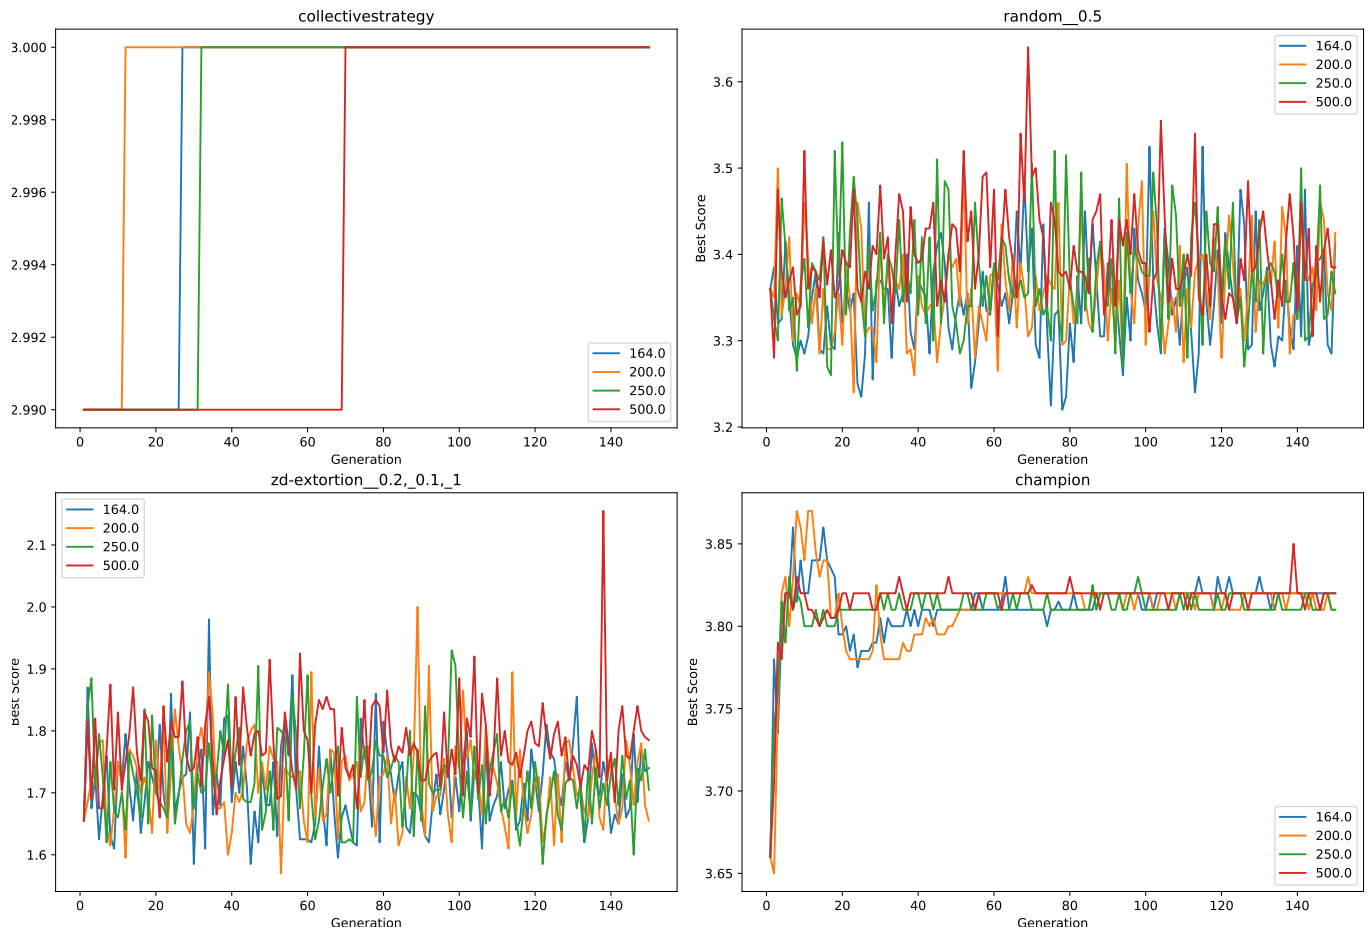 collectivestrategy
3.000
2.998
2.996
2.994
2.992
2.990
164.0
200.0
250.0
500.0
0 20 40 60 80 100 120 140
Generation
random__0.5
Best Score
3.6
3.5
3.4
3.3
3.2
164.0
200.0
250.0
500.0
0 20 40 60 80 100 120 140
Generation
zd-extortion__0.2,_0.1,_1
Best Score
2.1
2.0
1.9
1.8
1.7
1.6
164.0
200.0
250.0
500.0
0 20 40 60 80 100 120 140
Generation
champion
Best Score
3.85
3.80
3.75
3.70
3.65
164.0
200.0
250.0
500.0
0 20 40 60 80 100 120 140
Generation